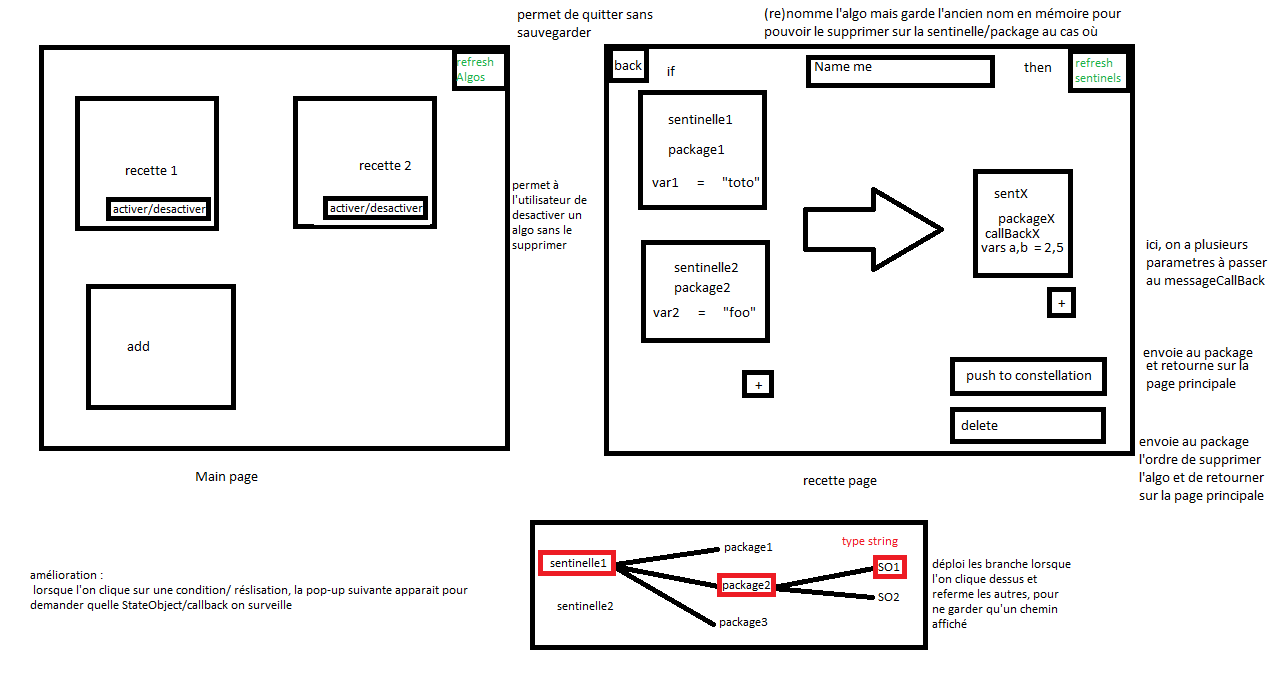 permet de quitter sans
sauvegarder
(re)nomme l'algo mais garde l'ancien nom en mémoire pour
pouvoir le supprimer sur la sentinelle/package au cas où
refresh
Algos
recette 1
activer/desactiver
recette 2
activer/desactiver
add
Main page
permet à
l'utilisateur de
desactiver un
algo sans le
supprimer
back
if
Name me
then
refresh
sentinels
sentinelle1
package1
var1 = "toto"
sentinelle2
package2
var2 = "foo"
+
sentX
packageX
callBackX
vars a,b = 2,5
+
push to constellation
delete
recette page
ici, on a plusieurs
parametres à passer
au messageCallBack
envoie au package
et retourne sur la
page principale
envoie au package
l'ordre de supprimer
l'algo et de retourner
sur la page principale
amélioration :
lorsque l'on clique sur une condition/ rélisation, la pop-up suivante apparait pour
demander quelle StateObject/callback on surveille
sentinelle1
sentinelle2
package1
package2
package3
type string
SO1
SO2
déploi les branche lorsque
l'on clique dessus et
referme les autres, pour
ne garder qu'un chemin
affiché